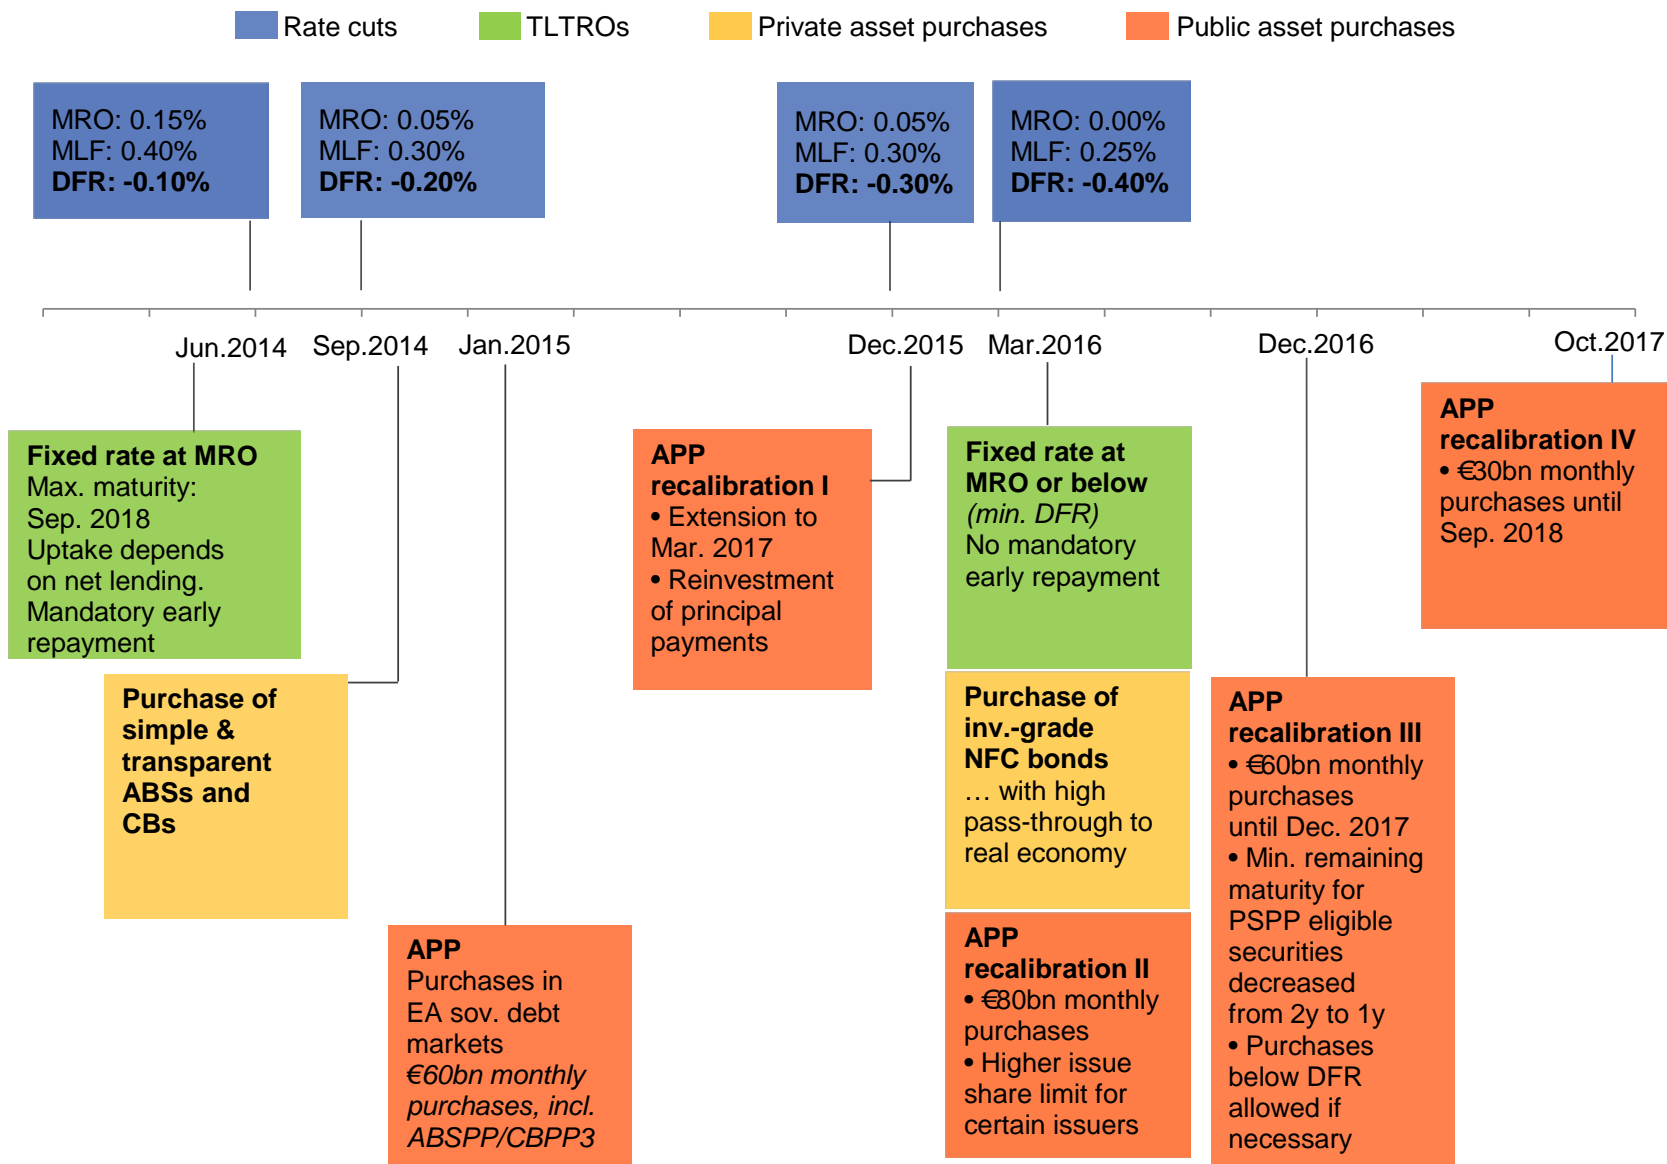 Rate cuts
TLTROs
Private asset purchases
Public asset purchases
MRO: 0.15%
MLF: 0.40%
DFR: -0.10%
MRO: 0.05%
MLF: 0.30%
DFR: -0.20%
MRO: 0.05%
MLF: 0.30%
DFR: -0.30%
MRO: 0.00%
MLF: 0.25%
DFR: -0.40%
Jun.2014
Sep.2014
Jan.2015
Dec.2015
Mar.2016
Dec.2016
Oct.2017
Fixed rate at MRO
Max. maturity:
Sep. 2018
Uptake depends
on net lending.
Mandatory early
repayment
Purchase of
simple &
transparent
ABSs and
CBs
APP
Purchases in
EA sov. debt
markets
€60bn monthly
purchases, incl.
ABSPP/CBPP3
APP
recalibration I
• Extension to
Mar. 2017
• Reinvestment
of principal
payments
Fixed rate at
MRO or below
(min. DFR)
No mandatory
early repayment
Purchase of
inv.-grade
NFC bonds
… with high
pass-through to
real economy
APP
recalibration II
• €80bn monthly
purchases
• Higher issue
share limit for
certain issuers
APP
recalibration III
• €60bn monthly
purchases
until Dec. 2017
• Min. remaining
maturity for
PSPP eligible
securities
decreased
from 2y to 1y
• Purchases
below DFR
allowed if
necessary
APP
recalibration IV
• €30bn monthly
purchases until
Sep. 2018